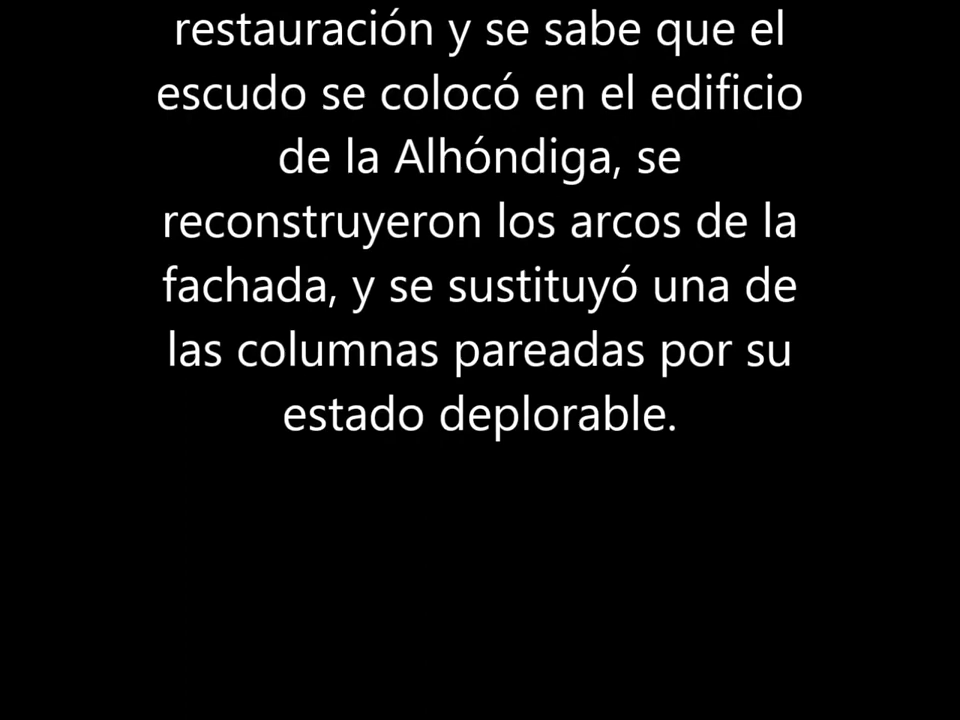 restauración y se sabe que el
escudo se colocó en el edificio
de la Alhóndiga, se
reconstruyeron los arcos de la
fachada, y se sustituyó una de
las columnas pareadas por su
estado deplorable.